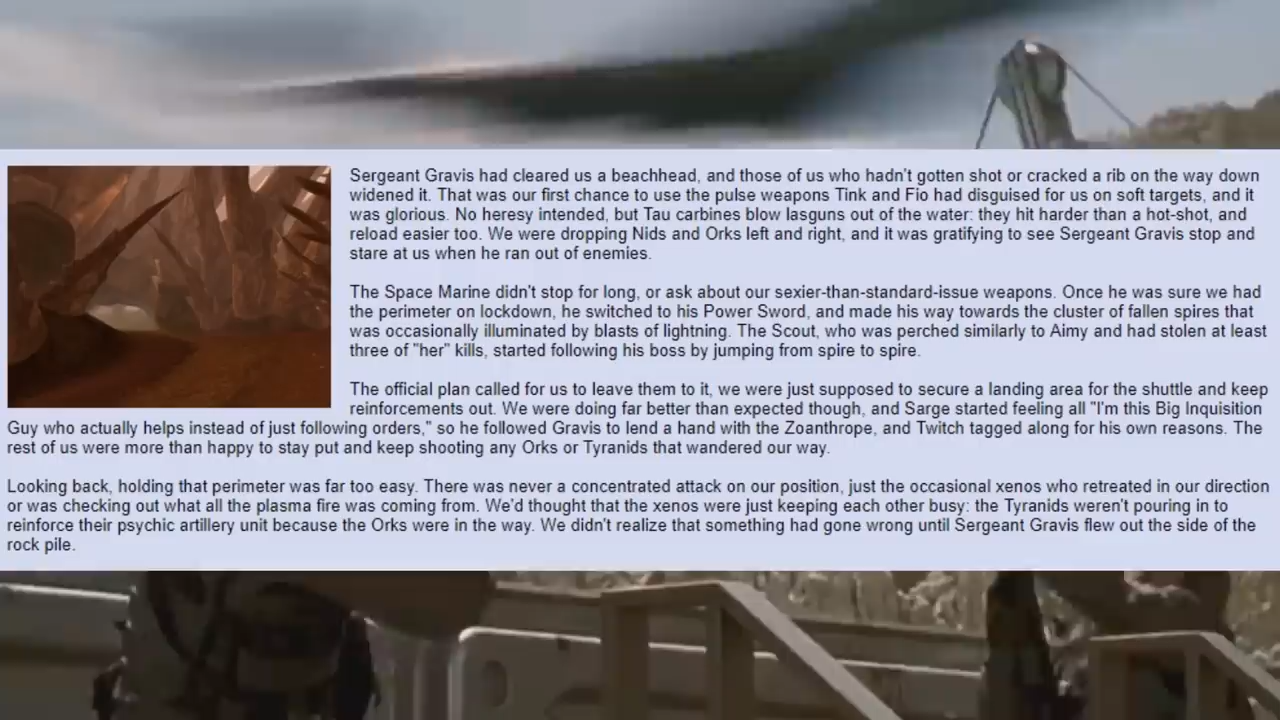 Sergeant Gravis had cleared us a beachhead, and those of us who hadn't gotten shot or cracked a rib on the way down
widened it. That was our first chance to use the pulse weapons Tink and Fio had disguised for us on soft targets, and it
was glorious. No heresy intended, but Tau carbines blow lasguns out of the water: they hit harder than a hot-shot, and
reload easier too. We were dropping Nids and Orks left and right, and it was gratifying to see Sergeant Gravis stop and
stare at us when he ran out of enemies.
The Space Marine didn't stop for long, or ask about our sexier-than-standard-issue weapons. Once he was sure we had
the perimeter on lockdown, he switched to his Power Sword, and made his way towards the cluster of fallen spires that
was occasionally illuminated by blasts of lightning. The Scout, who was perched similarly to Aimy and had stolen at least
three of "her" kills, started following his boss by jumping from spire to spire.
The official plan called for us to leave them to it, we were just supposed to secure a landing area for the shuttle and keep
reinforcements out. We were doing far better than expected though, and Sarge started feeling all "I'm this Big Inquisition
Guy who actually helps instead of just following orders," so he followed Gravis to lend a hand with the Zoanthrope, and Twitch tagged along for his own reasons. The
rest of us were more than happy to stay put and keep shooting any Orks or Tyranids that wandered our way.
Looking back, holding that perimeter was far too easy. There was never a concentrated attack on our position, just the occasional xenos who retreated in our direction
or was checking out what all the plasma fire was coming from. We'd thought that the xenos were just keeping each other busy: the Tyranids weren't pouring in to
reinforce their psychic artillery unit because the Orks were in the way. We didn't realize that something had gone wrong until Sergeant Gravis flew out the side of the
rock pile.